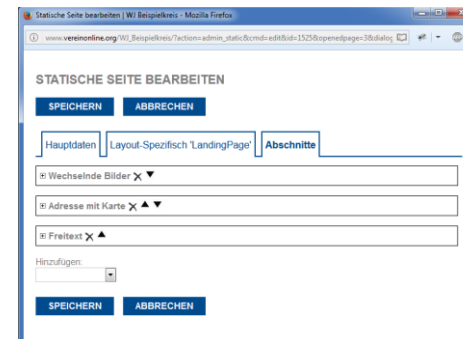 Statische Seite bearbeiten | WJ Beispielkreis - Mozilla Firefox
www.vereinonline.org/WJ_Beispielkreis/?action=admin_static&cmd=edit&id=1525&openedpage=3&dialog
STATISCHE SEITE BEARBEITEN
SPEICHERN ABBRECHEN
Hauptdaten Layout-Spezifisch 'LandingPage' Abschnitte
Wechselnde Bilder
Adresse mit Karte
Freitext
Hinzufügen:
SPEICHERN ABBRECHEN